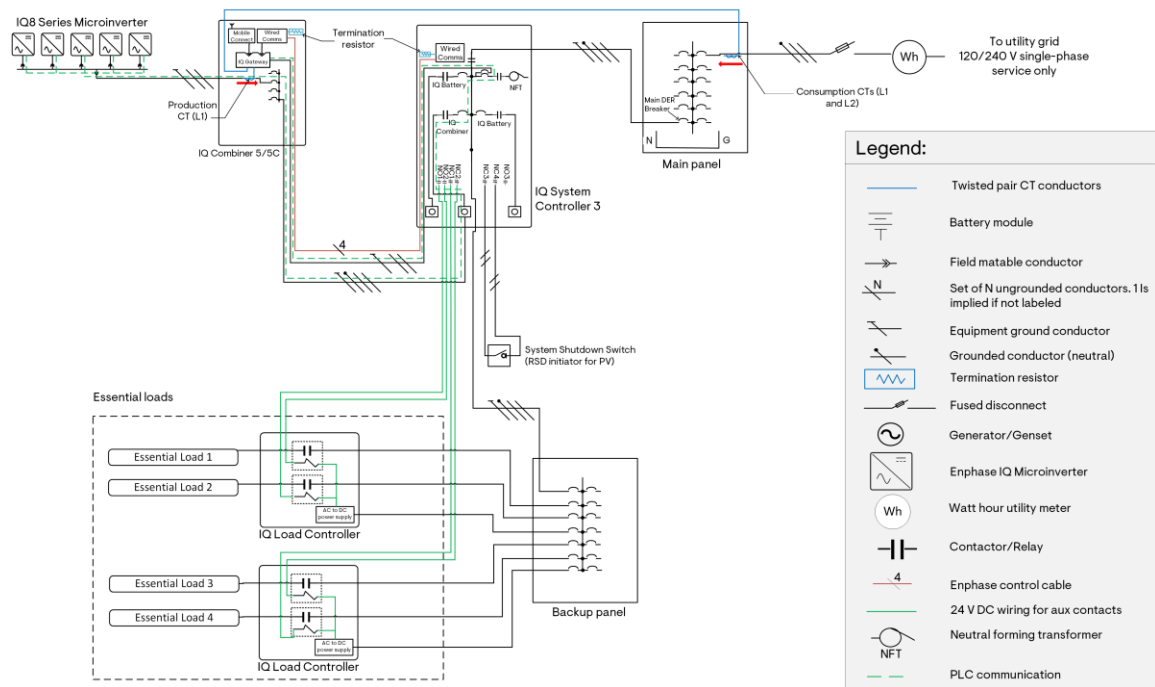 IQ8 Series Microinverter
Mobile
Connect
Wired
Comms
IQ Gateway
Termination
resistor
Production
CT (L1)
IQ Combiner 5/5C
Wired
Comms
IQ Battery
NFT
IQ
Combiner
IQ Battery
NO1
NO2
NC1
NC2
NC3
NC4
NO3
IQ System
Controller 3
Main DER
Breaker
N
G
Main panel
Consumption CTs (L1
and L2)
Wh
To utility grid
120/240 V single-phase
service only
4
System Shutdown Switch
(RSD initiator for PV)
Essential loads
Essential Load 1
Essential Load 2
AC to DC
power supply
IQ Load Controller
Essential Load 3
Essential Load 4
AC to DC
power supply
IQ Load Controller
Backup panel
Legend:
Twisted pair CT conductors
Battery module
Field matable conductor
N
Set of N ungrounded conductors. 1 Is
implied if not labeled
Equipment ground conductor
Grounded conductor (neutral)
Termination resistor
Fused disconnect
Generator/Genset
Enphase IQ Microinverter
Wh
Watt hour utility meter
Contactor/Relay
4
Enphase control cable
24 V DC wiring for aux contacts
Neutral forming transformer
NFT
PLC communication